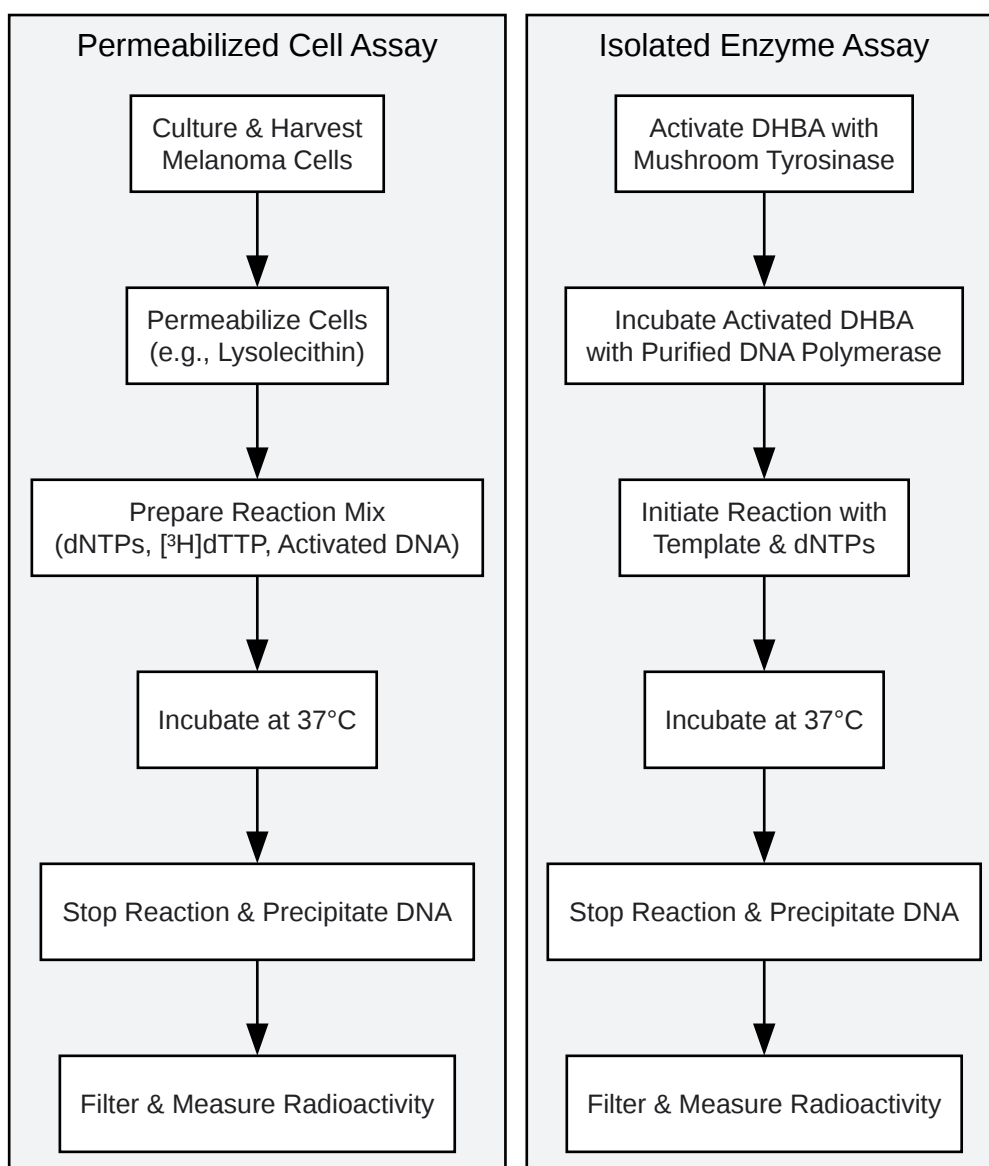 Permeabilized Cell Assay
Culture & Harvest
Melanoma Cells
Permeabilize Cells
(e.g., Lysolecithin)
Prepare Reaction Mix
(dNTPs, [³H]dTTP, Activated DNA)
Incubate at 37°C
Stop Reaction & Precipitate DNA
Filter & Measure Radioactivity
Isolated Enzyme Assay
Activate DHBA with
Mushroom Tyrosinase
Incubate Activated DHBA
with Purified DNA Polymerase
Initiate Reaction with
Template & dNTPs
Incubate at 37°C
Stop Reaction & Precipitate DNA
Filter & Measure Radioactivity